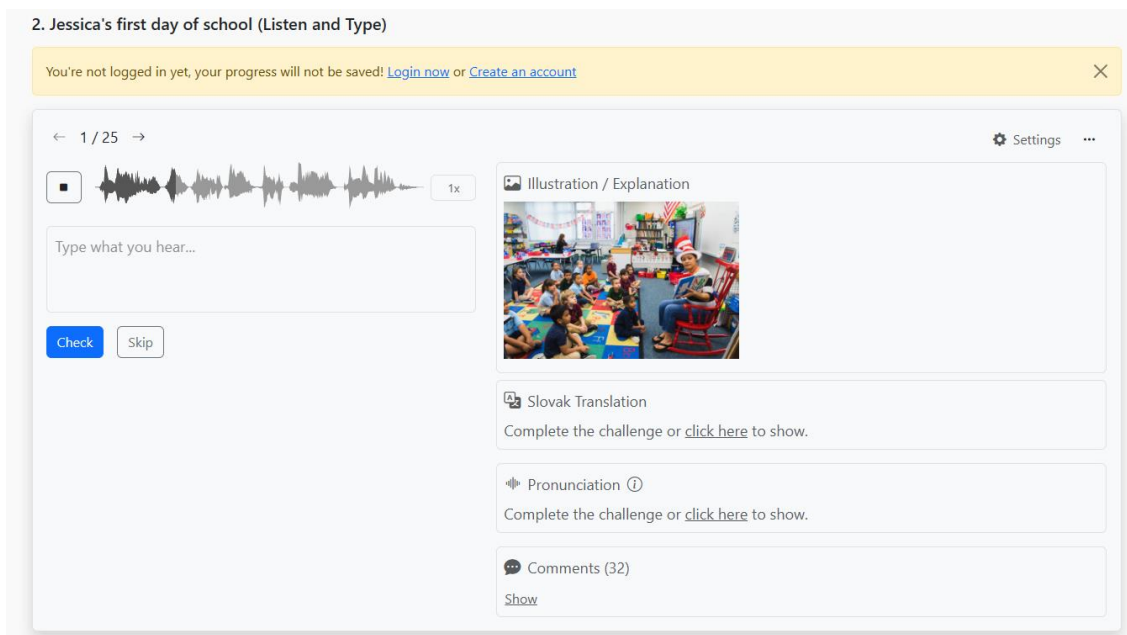 2. Jessica's first day of school (Listen and Type)
You're not logged in yet, your progress will not be saved! Login now or Create an account
← 1 / 25 →
Settings
1x
Type what you hear...
Check
Skip
Illustration / Explanation
Slovak Translation
Complete the challenge or click here to show.
Pronunciation
Complete the challenge or click here to show.
Comments (32)
Show